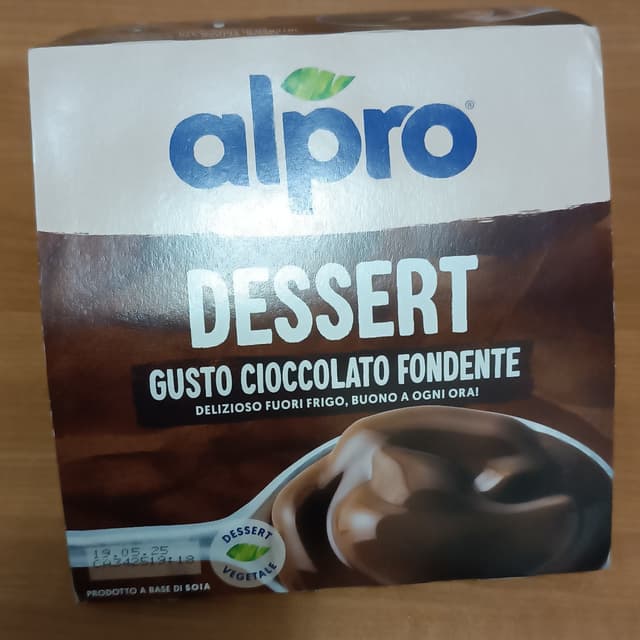 alpro®
DESSERT
GUSTO CIOCCOLATO FONDENTE
DELIZIOSO FUORI FRIGO, BUONO A OGNI ORA!
DESSERT
VEGETALE
19.05.25
PRODOTTO A BASE DI SOIA